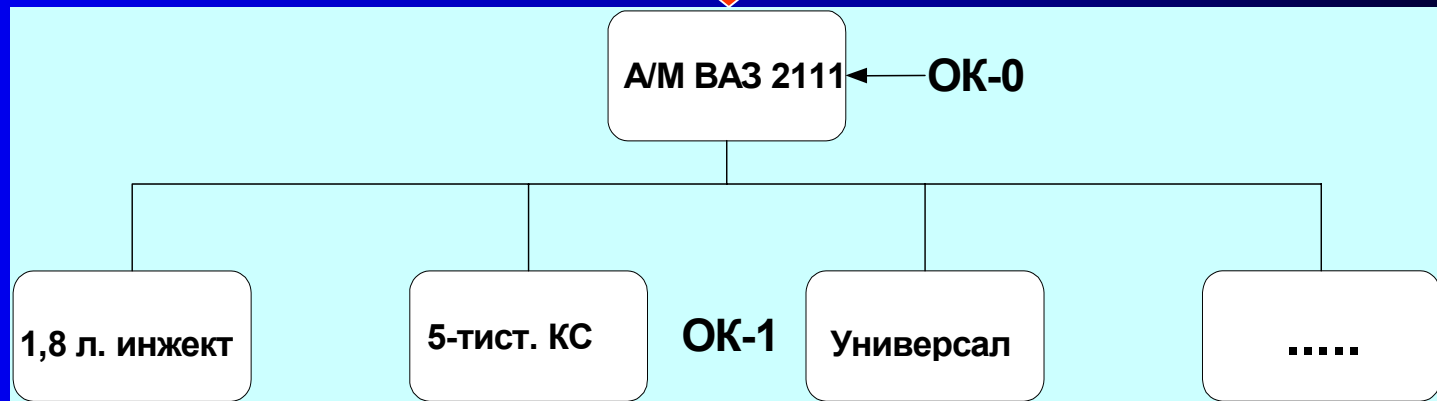 А/М ВАЗ 2111
ОК-0
1,8 л. инжект
5-тист. КС
ОК-1
Универсал
.....